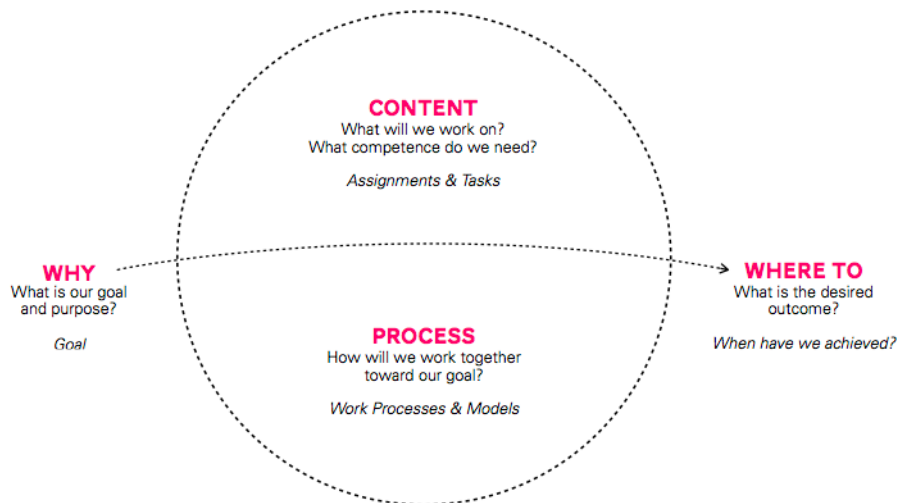 CONTENT
What will we work on?
What competence do we need?
Assignments & Tasks
WHY
What is our goal
and purpose?
Goal
WHERE TO
What is the desired
outcome?
When have we achieved?
PROCESS
How will we work together
toward our goal?
Work Processes & Models